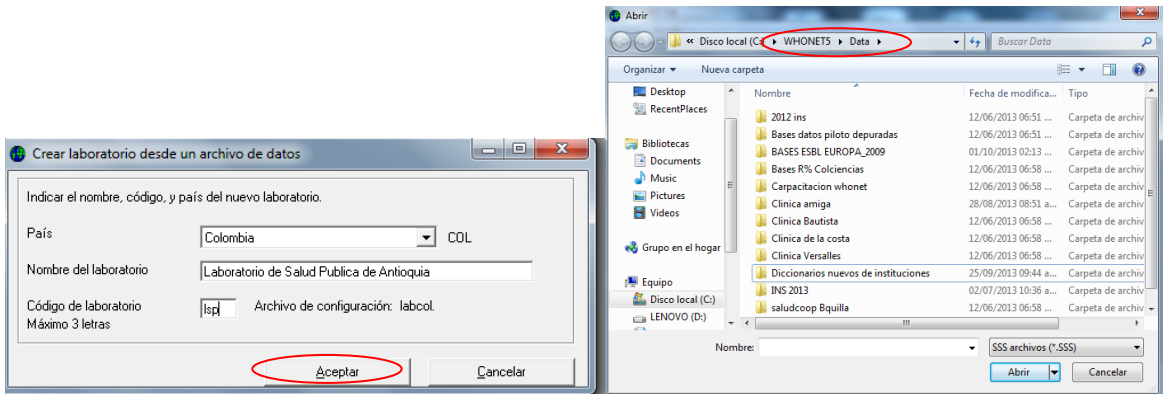 Crear laboratorio desde un archivo de datos
Indicar el nombre, código, y país del nuevo laboratorio.
País
Colombia
COL
Nombre del laboratorio
Laboratorio de Salud Publica de Antioquia
Código de laboratorio
Máximo 3 letras
lsp
Archivo de configuración: labcol.
Aceptar
Cancelar
Abrir
« Disco local (C:) ▸ WHONET5 ▸ Data ▸
Buscar Data
Organizar
Nueva carpeta
Desktop
RecentPlaces
Bibliotecas
Documents
Music
Pictures
Videos
Grupo en el hogar
Equipo
Disco local (C:)
LENOVO (D:)
Nombre Fecha de modifica... Tipo
2012 ins 12/06/2013 06:51 ... Carpeta de archiv
Bases datos piloto depuradas 12/06/2013 06:51 ... Carpeta de archiv
BASES ESBL EUROPA_2009 01/10/2013 02:13 ... Carpeta de archiv
Bases R% Colciencias 12/06/2013 06:58 ... Carpeta de archiv
Carpacitacion whonet 12/06/2013 06:58 ... Carpeta de archiv
Clinica amiga 28/08/2013 08:51 a... Carpeta de archiv
Clinica Bautista 12/06/2013 06:58 ... Carpeta de archiv
Clinica de la costa 12/06/2013 06:58 ... Carpeta de archiv
Clinica Versalles 12/06/2013 06:58 ... Carpeta de archiv
Diccionarios nuevos de instituciones 25/09/2013 09:44 a... Carpeta de archiv
INS 2013 02/07/2013 10:36 a... Carpeta de archiv
saludcoop Bquilla 12/06/2013 06:58 ... Carpeta de archiv
Nombre:
SSS archivos (*.SSS)
Abrir
Cancelar